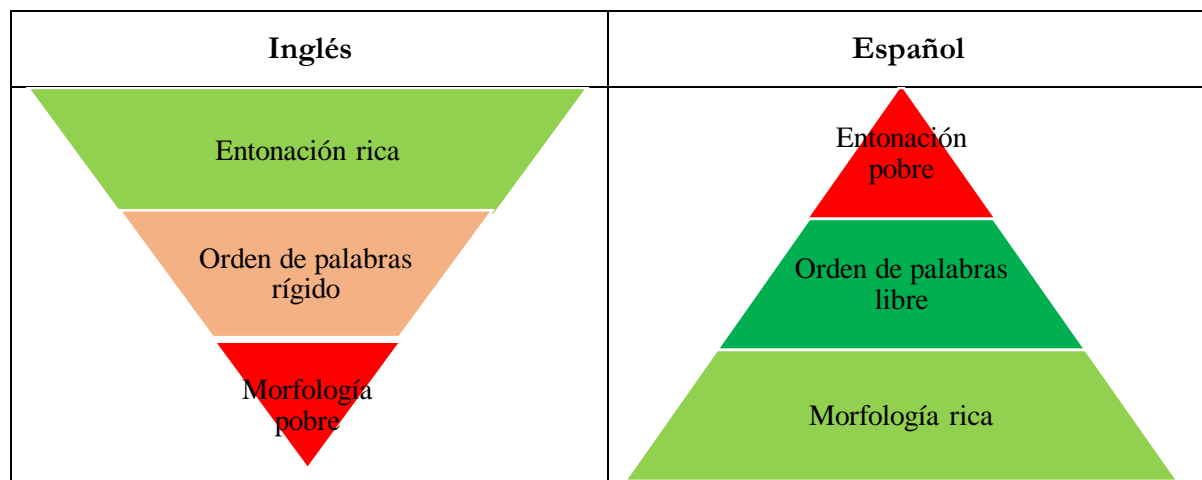 Inglés
Español
Entonación rica
Orden de palabras
rígido
Morfología
pobre
Entonación
pobre
Orden de palabras
libre
Morfología rica